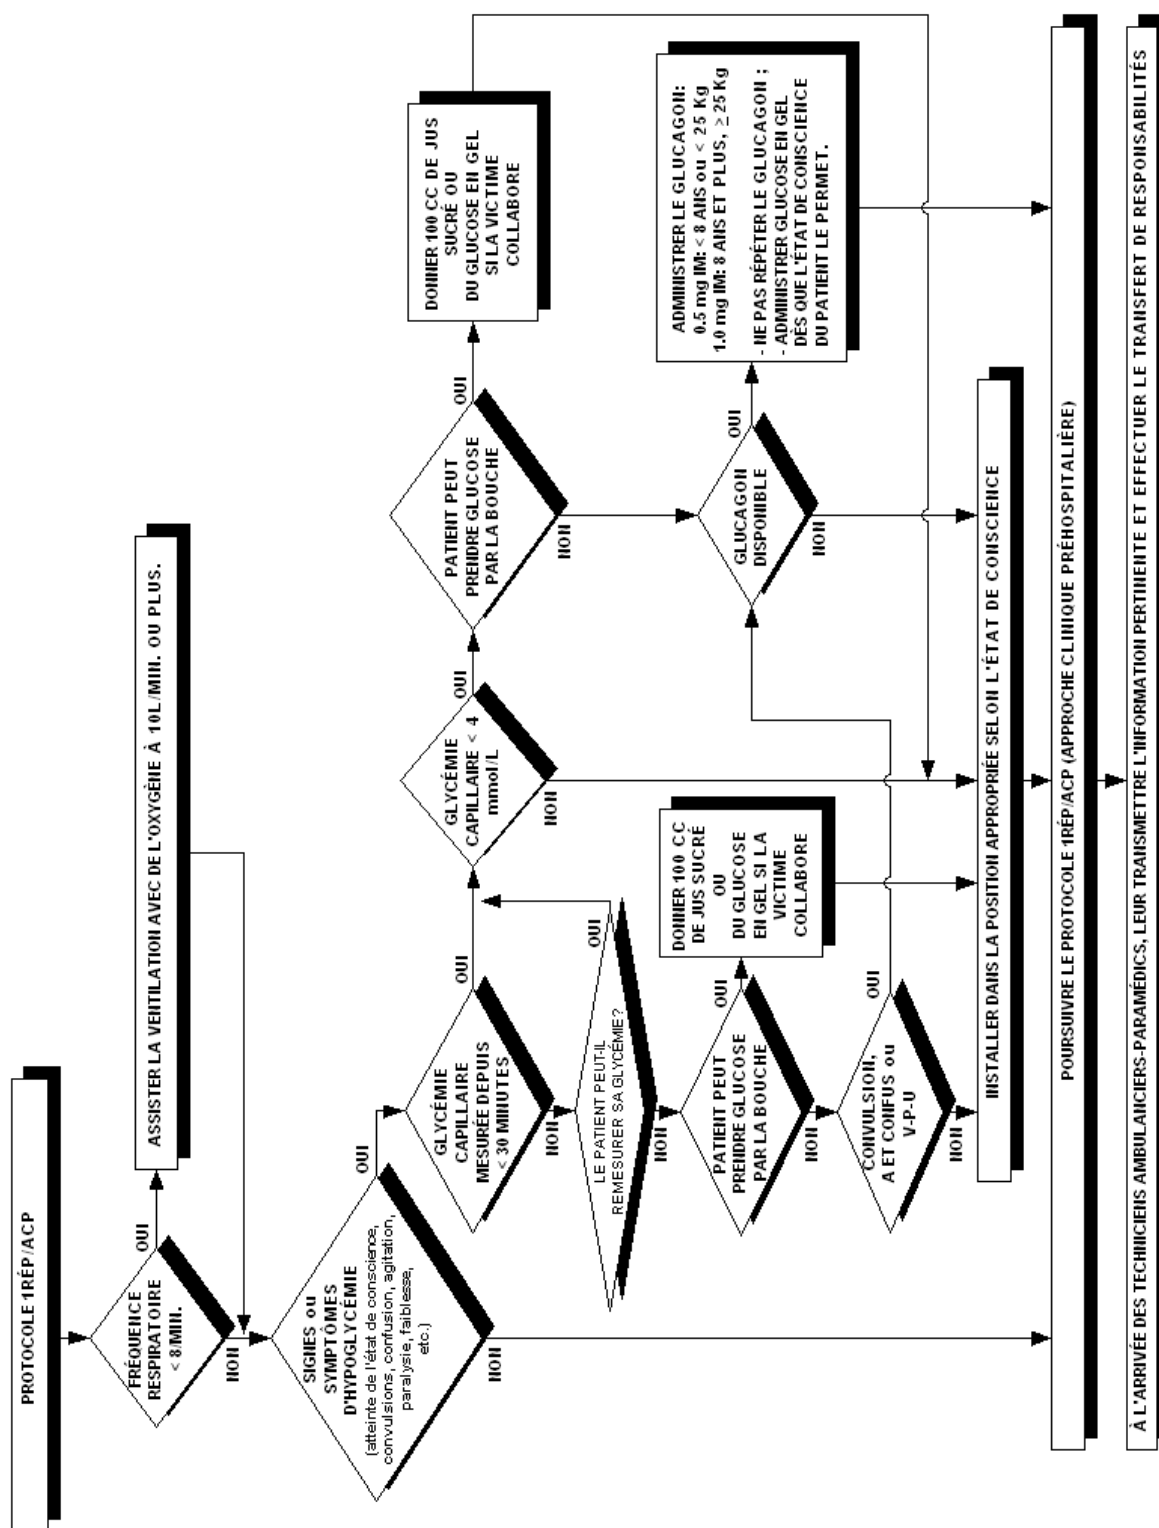 PROTOCOLE 1RÉP/ACP
FRÉQUENCE
RESPIRATOIRE
< 8/MIN.
OUI
NON
ASSISTER LA VENTILATION AVEC DE L'OXYGÈNE À 10L/MIN. OU PLUS.
SIGNES ou
SYMPTÔMES
D'HYPOGLYCÉMIE
(atteinte de l'état de conscience,
convulsions, confusion, agitation,
paralysie, faiblesse,
etc.)
OUI
NON
GLYCÉMIE
CAPILLAIRE
MESURÉE DEPUIS
< 30 MINUTES
OUI
NON
GLYCÉMIE
CAPILLAIRE < 4
mmol/L
OUI
NON
PATIENT PEUT
PRENDRE GLUCOSE
PAR LA BOUCHE
OUI
NON
DONNER 100 CC DE JUS
SUCRÉ OU
DU GLUCOSE EN GEL
SI LA VICTIME
COLLABORE
LE PATIENT PEUT-IL
REMESURER SA GLYCÉMIE?
OUI
NON
PATIENT PEUT
PRENDRE GLUCOSE
PAR LA BOUCHE
OUI
NON
DONNER 100 CC
DE JUS SUCRÉ
OU
DU GLUCOSE
EN GEL SI LA
VICTIME
COLLABORE
GLUCAGON
DISPONIBLE
OUI
NON
ADMINISTRER LE GLUCAGON:
0.5 mg IM: < 8 ANS ou < 25 Kg
1.0 mg IM: 8 ANS ET PLUS, ≥ 25 Kg
- NE PAS RÉPÉTER LE GLUCAGON ;
- ADMINISTRER GLUCOSE EN GEL
DÈS QUE L'ÉTAT DE CONSCIENCE
DU PATIENT LE PERMET.
CONVULSION,
A ET CONFUS ou
V-P-U
OUI
NON
INSTALLER DANS LA POSITION APPROPRIÉE SELON L'ÉTAT DE CONSCIENCE
POURSUIVRE LE PROTOCOLE 1RÉP/ACP (APPROCHE CLINIQUE PRÉHOSPITALIÈRE)
À L'ARRIVÉE DES TECHNICIENS AMBULANCIERS-PARAMÉDICS, LEUR TRANSMETTRE L'INFORMATION PERTINENTE ET EFFECTUER LE TRANSFERT DE RESPONSABILITÉS